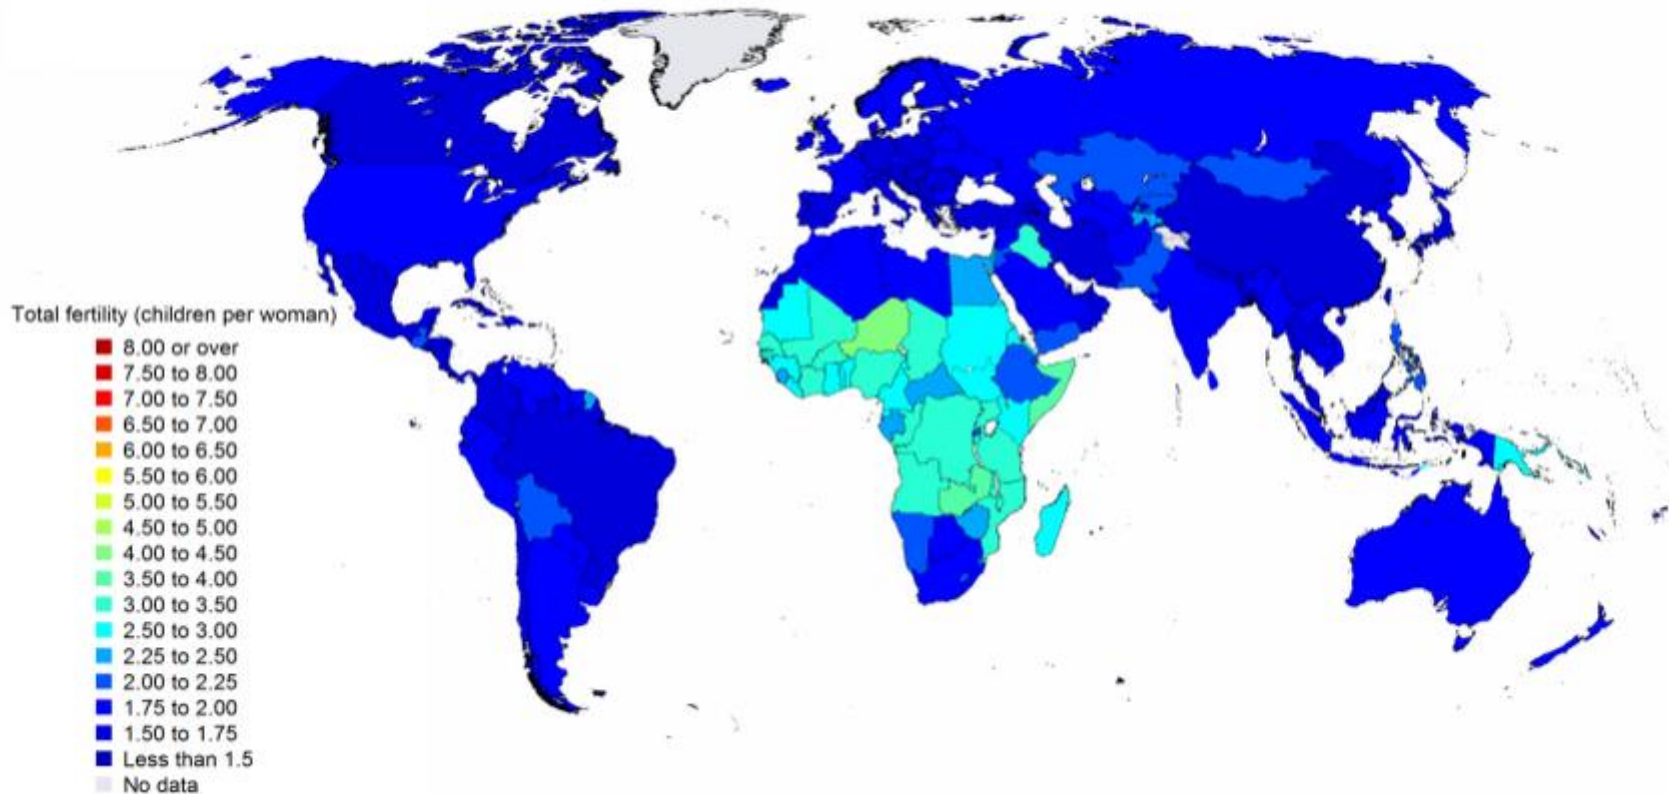 Total fertility (children per woman)
8.00 or over
7.50 to 8.00
7.00 to 7.50
6.50 to 7.00
6.00 to 6.50
5.50 to 6.00
5.00 to 5.50
4.50 to 5.00
4.00 to 4.50
3.50 to 4.00
3.00 to 3.50
2.50 to 3.00
2.25 to 2.50
2.00 to 2.25
1.75 to 2.00
1.50 to 1.75
Less than 1.5
No data